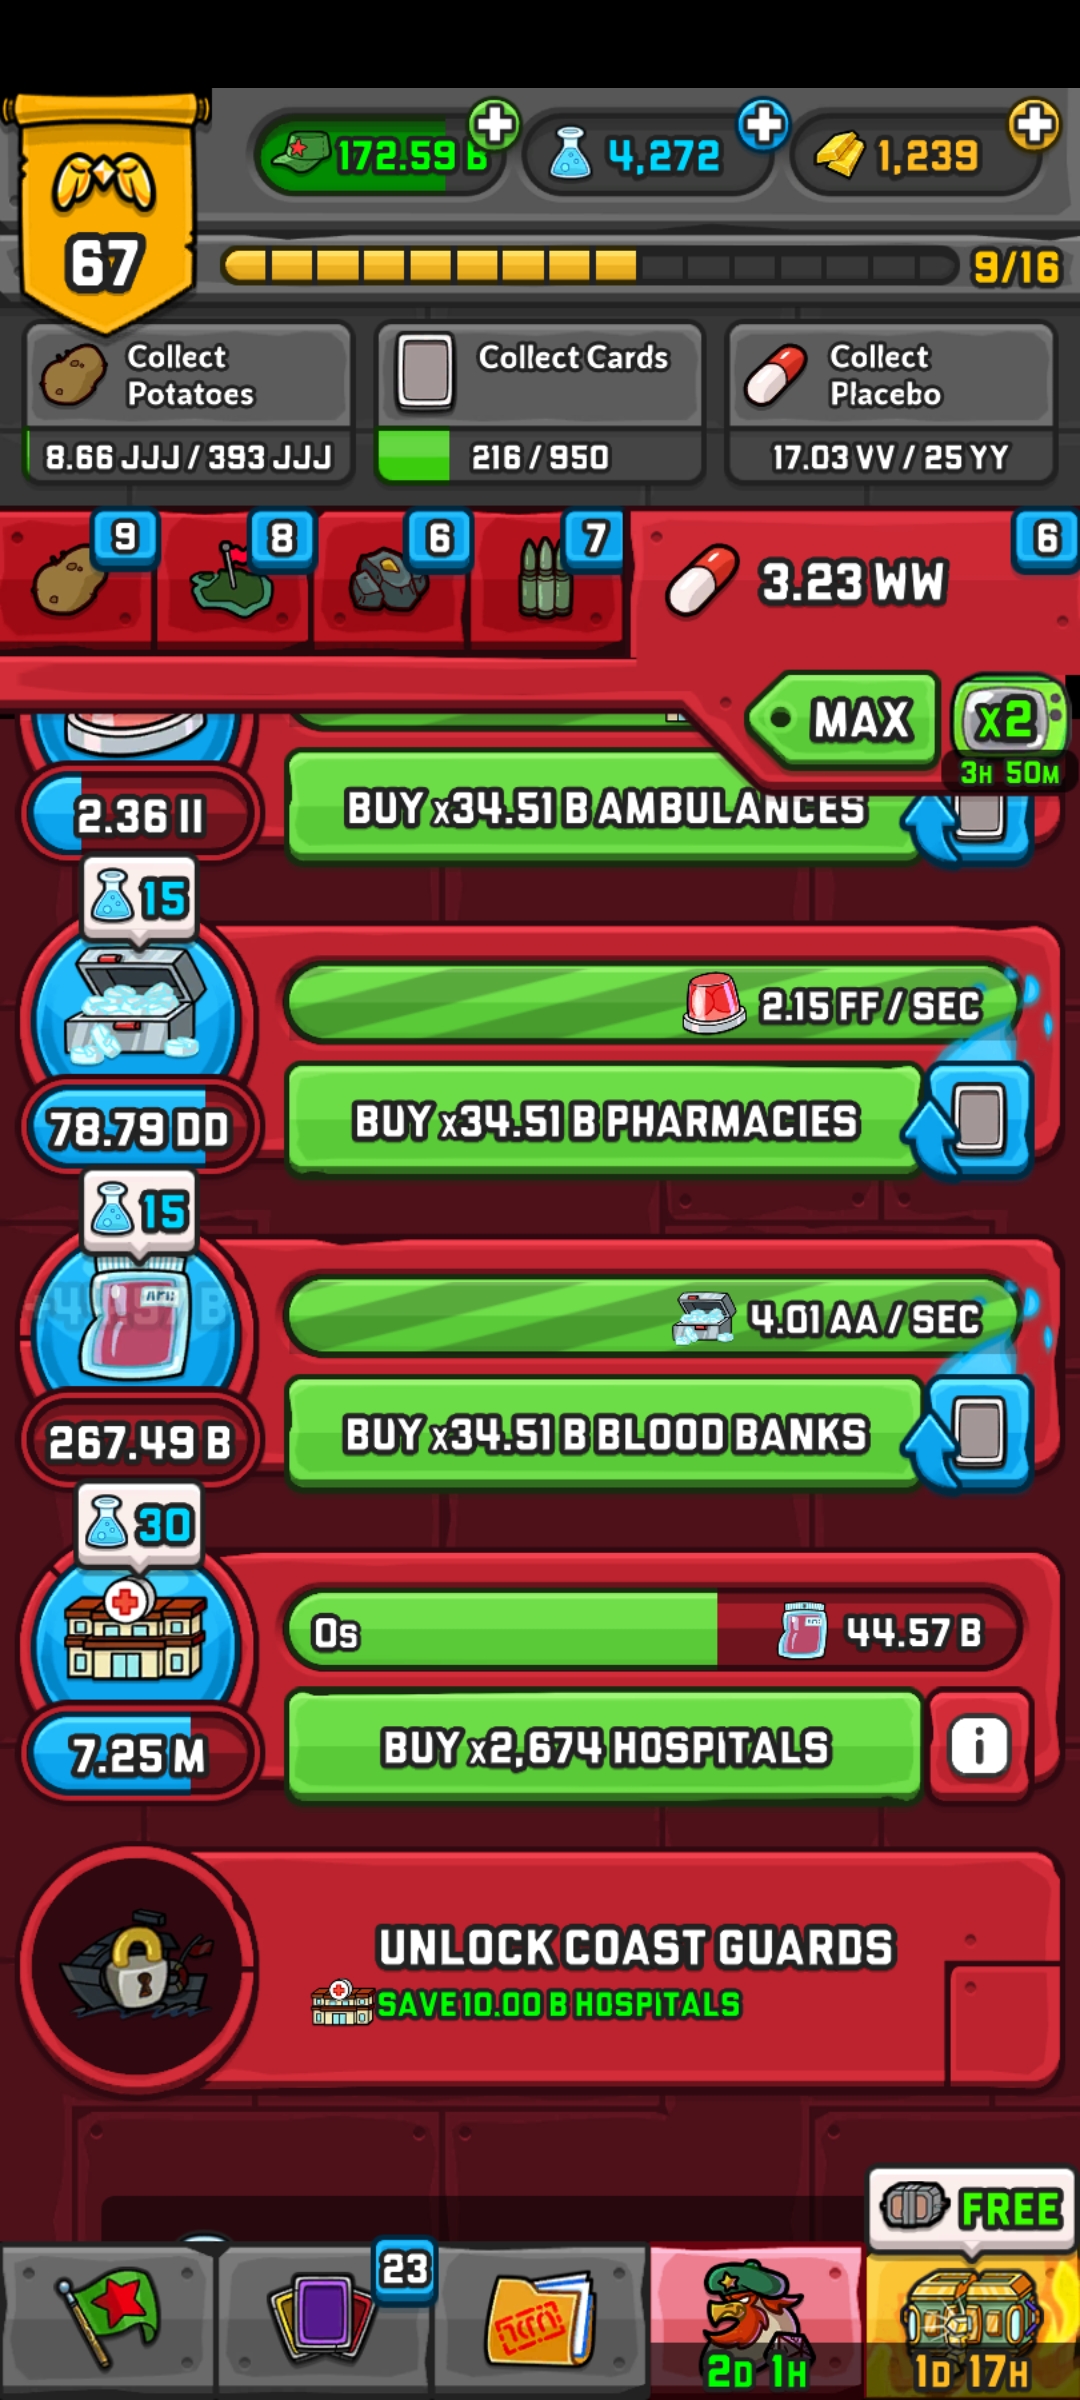 172.59 B
4,272
1,239
67
9/16
Collect Potatoes
8.66 JJJ / 393 JJJ
Collect Cards
216 / 950
Collect Placebo
17.03 VV / 25 YY
9
8
6
7
3.23 WW
6
MAX
x2
3H 50M
2.36 II
BUY x34.51 B AMBULANCES
15
2.15 FF / SEC
78.79 DD
BUY x34.51 B PHARMACIES
15
4.01 AA / SEC
267.49 B
BUY x34.51 B BLOOD BANKS
30
0s
44.57 B
7.25 M
BUY x2,674 HOSPITALS
i
UNLOCK COAST GUARDS
SAVE 10.00 B HOSPITALS
FREE
23
2D 1H
1D 17H